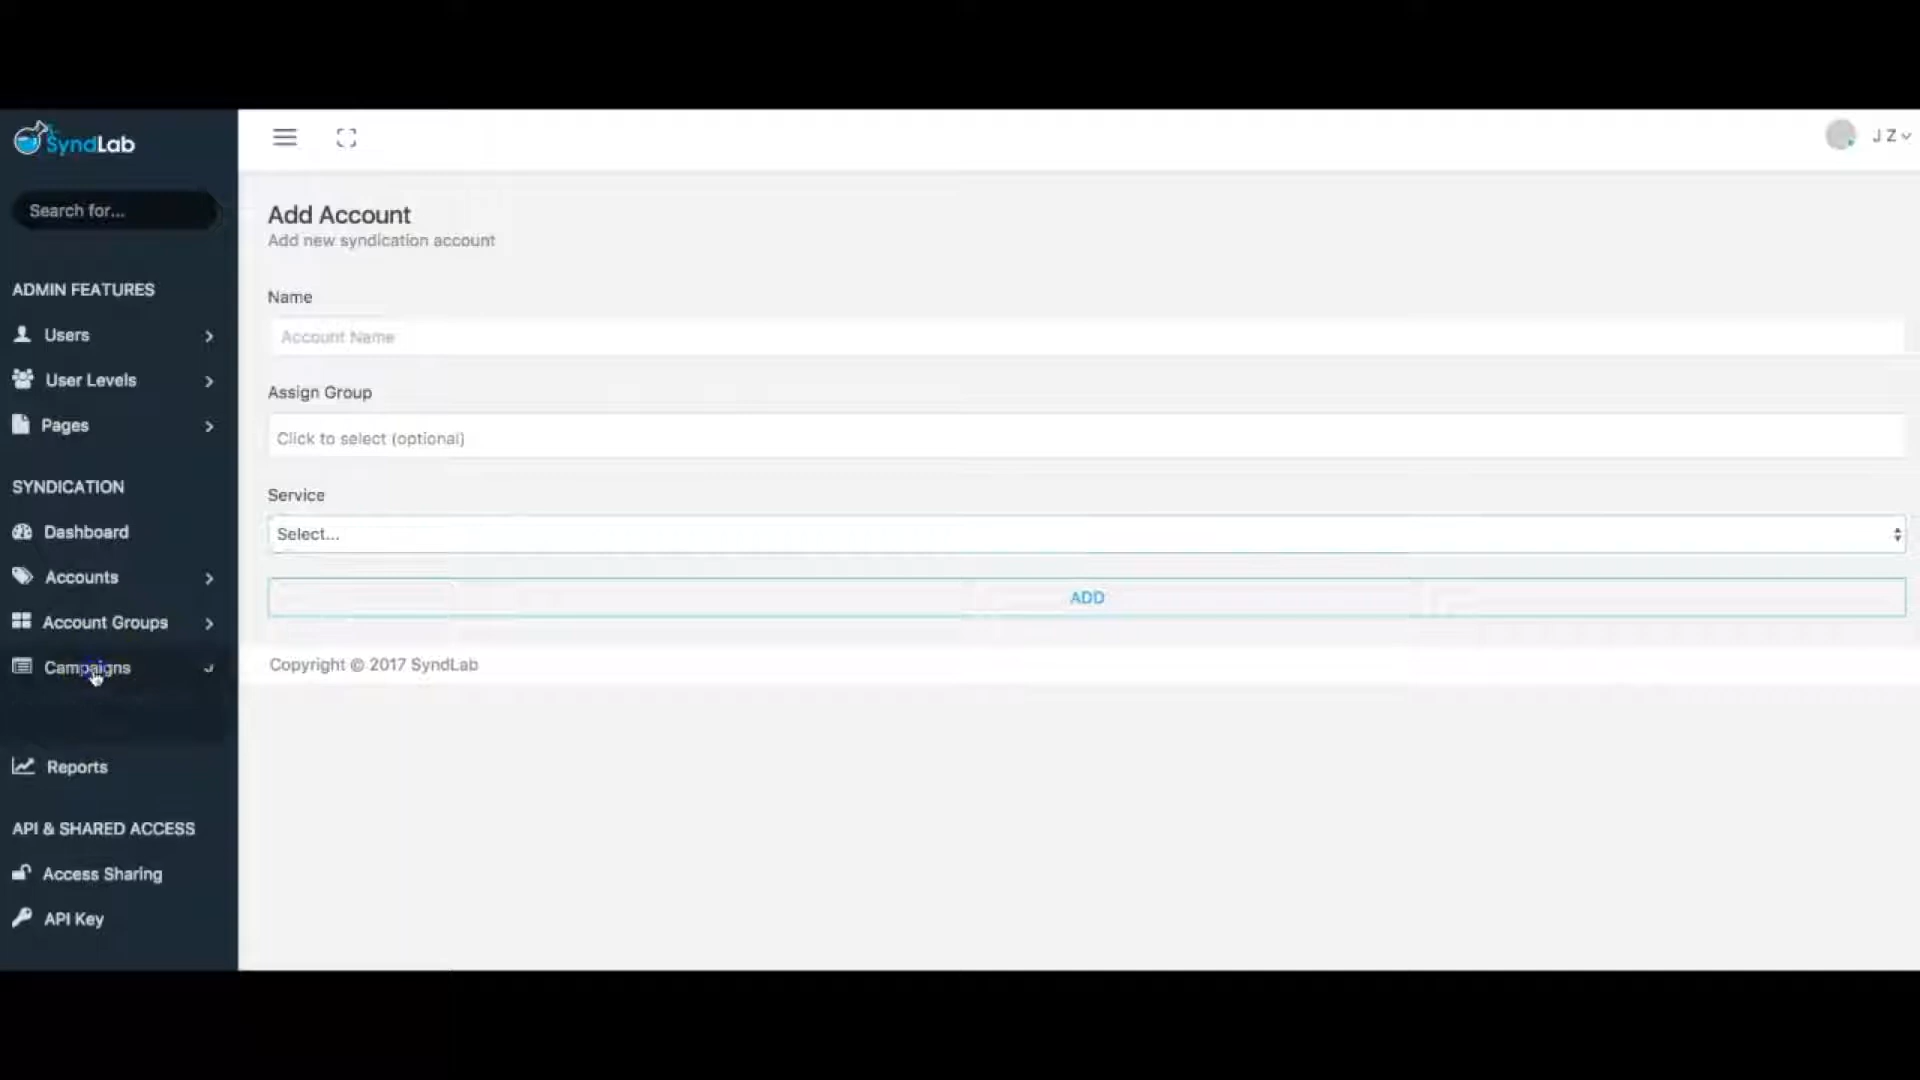 SyndLab
J Z
Search for...
Add Account
Add new syndication account
ADMIN FEATURES
Name
Users
Account Name
User Levels
Assign Group
Pages
Click to select (optional)
SYNDICATION
Service
Dashboard
Select...
Accounts
ADD
Account Groups
Campaigns
Copyright © 2017 SyndLab
Reports
API & SHARED ACCESS
Access Sharing
API Key